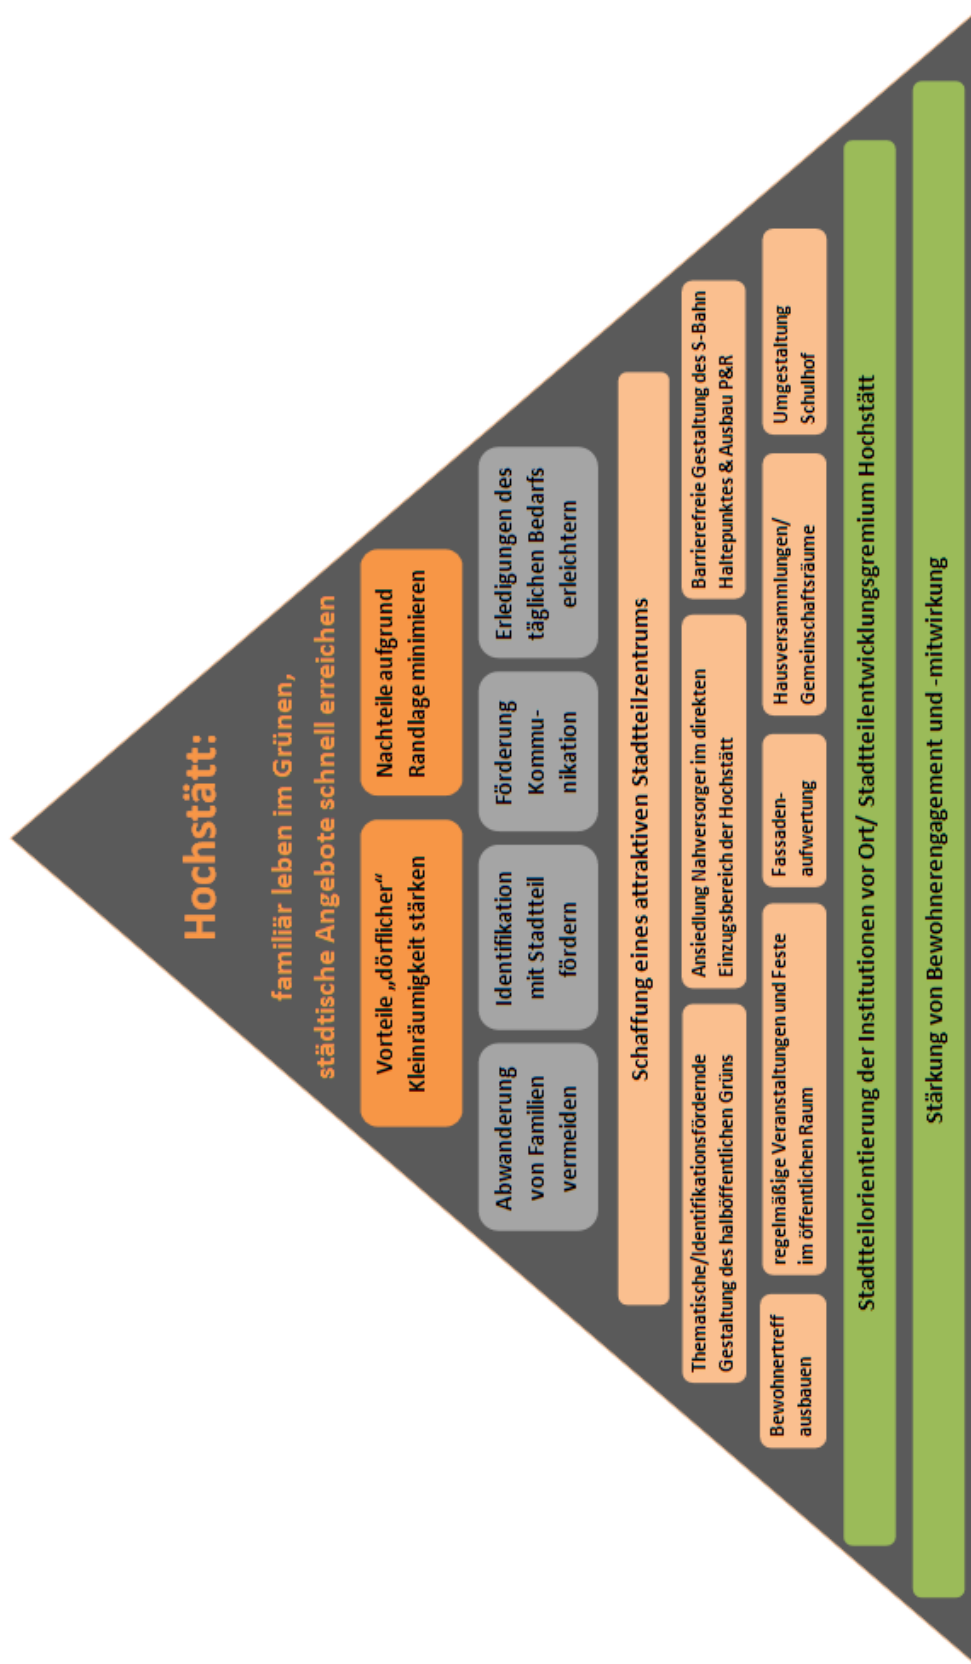 Hochstätt:
familiär leben im Grünen,
städtische Angebote schnell erreichen
Vorteile „dörflicher“
Kleinräumigkeit stärken
Nachteile aufgrund
Randlage minimieren
Abwanderung
von Familien
vermeiden
Identifikation
mit Stadtteil
fördern
Förderung
Kommu-
nikation
Erledigungen des
täglichen Bedarfs
erleichtern
Schaffung eines attraktiven Stadtteilzentrums
Thematische/Identifikationsfördernde
Gestaltung des halböffentlichen Grüns
Ansiedlung Nahversorger im direkten
Einzugsbereich der Hochstätt
Barrierefreie Gestaltung des S-Bahn
Haltepunktes & Ausbau P&R
Bewohnertreff
ausbauen
regelmäßige Veranstaltungen und Feste
im öffentlichen Raum
Fassaden-
aufwertung
Hausversammlungen/
Gemeinschaftsräume
Umgestaltung
Schulhof
Stadtteilorientierung der Institutionen vor Ort/ Stadtteilentwicklungsgremium Hochstätt
Stärkung von Bewohnerengagement und -mitwirkung